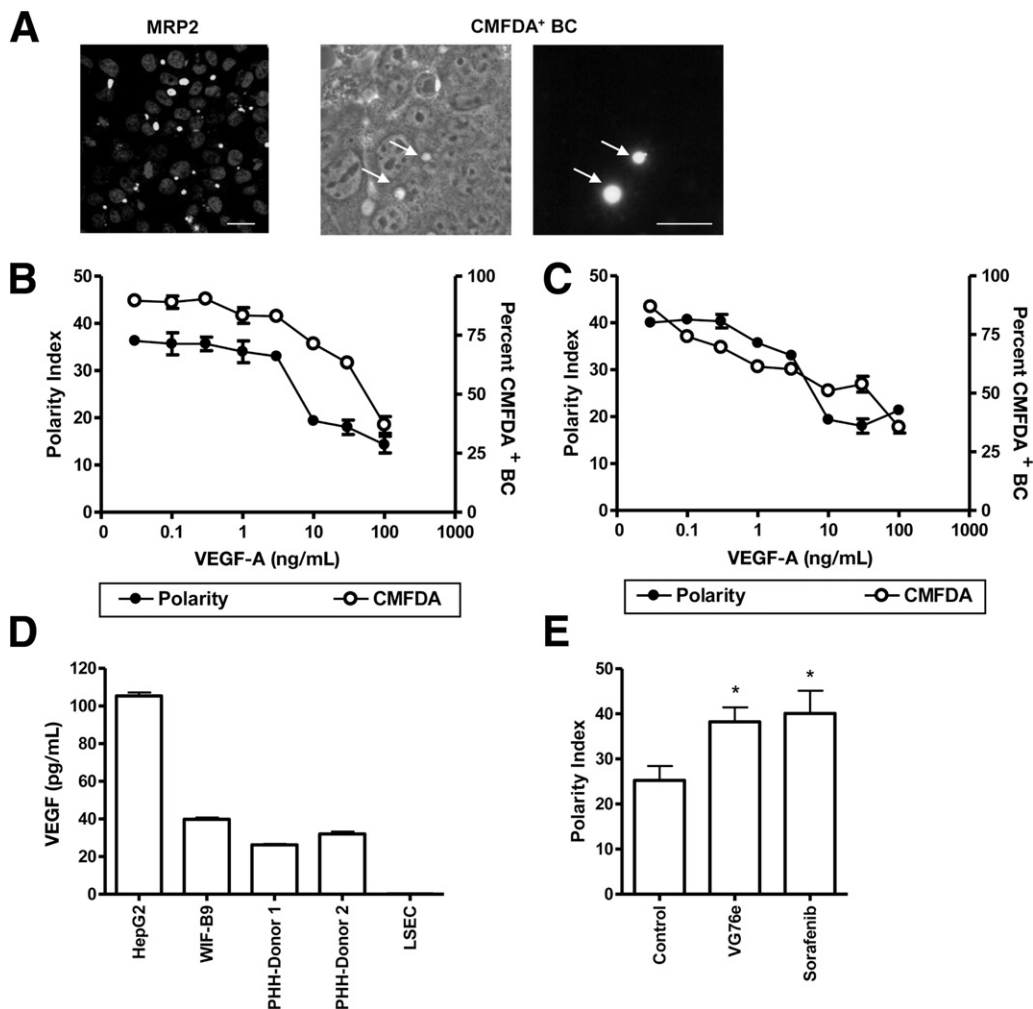 A
MRP2
CMFDA+ BC
B
50
40
30
20
10
0
Polarity Index
100
75
50
25
0
Percent CMFDA + BC
0 0.1 1 10 100 1000
VEGF-A (ng/mL)
Polarity CMFDA
C
50
40
30
20
10
0
Polarity Index
100
75
50
25
0
Percent CMFDA + BC
0 0.1 1 10 100 1000
VEGF-A (ng/mL)
Polarity CMFDA
D
120
100
80
60
40
20
0
VEGF (pg/mL)
HepG2
WIF-B9
PHH-Donor 1
PHH-Donor 2
LSEC
E
50
40
30
20
10
0
Polarity Index
* *
Control
VG76e
Sorafenib